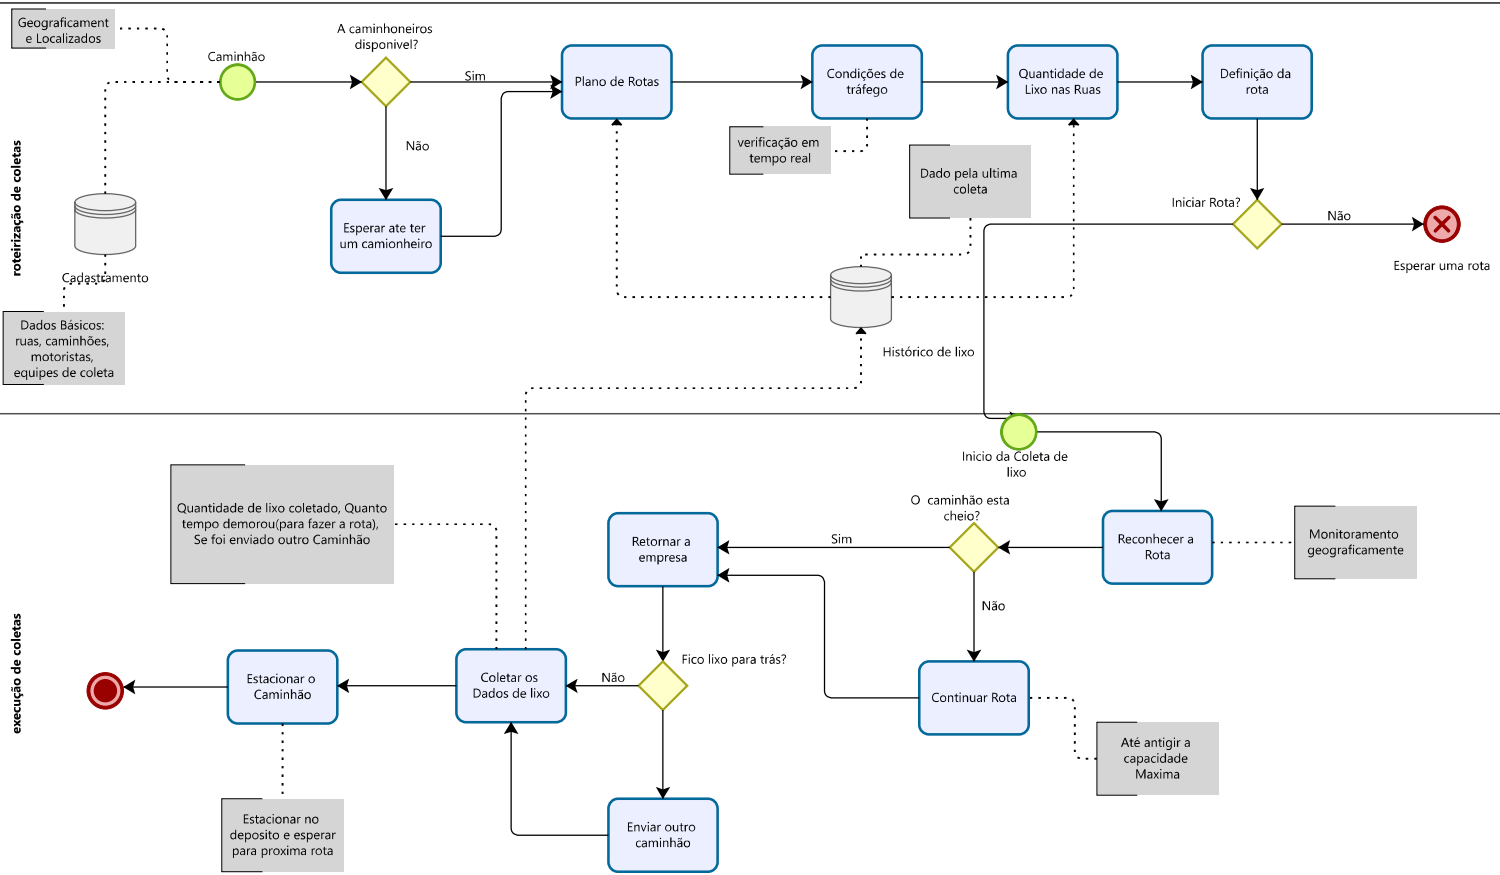 Geograficament
e Localizados
Caminhão
A caminhoneiros
disponivel?
Sim
Não
Esperar ate ter
um camionheiro
Plano de Rotas
Condições de
tráfego
Quantidade de
Lixo nas Ruas
Definição da
rota
verificação em
tempo real
Dado pela ultima
coleta
Iniciar Rota?
Não
Esperar uma rota
roteirização de coletas
Cadastramento
Dados Básicos:
ruas, caminhões,
motoristas,
equipes de coleta
Histórico de lixo
Inicio da Coleta de
lixo
Quantidade de lixo coletado, Quanto
tempo demorou(para fazer a rota),
Se foi enviado outro Caminhão
O caminhão esta
cheio?
Sim
Não
Retornar a
empresa
Reconhecer a
Rota
Monitoramento
geograficamente
execução de coletas
Estacionar o
Caminhão
Coletar os
Dados de lixo
Não
Fico lixo para trás?
Continuar Rota
Até antigir a
capacidade
Maxima
Estacionar no
deposito e esperar
para proxima rota
Enviar outro
caminhão